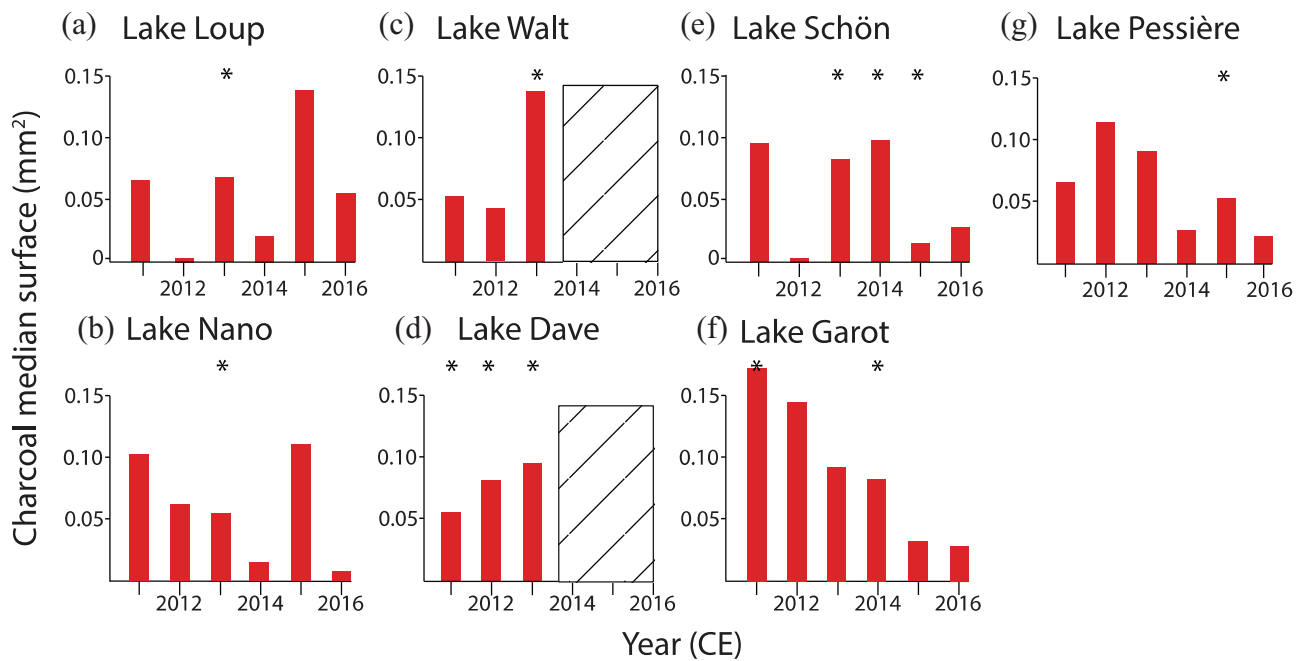 (a) Lake Loup
*
0.15
0.10
0.05
0
2012 2014 2016
(c) Lake Walt
*
0.15
0.10
0.05
2012 2014 2016
(e) Lake Schön
* * *
0.15
0.10
0.05
0
2012 2014 2016
(g) Lake Pessière
*
0.15
0.10
0.05
2012 2014 2016
(b) Lake Nano
*
0.15
0.10
0.05
2012 2014 2016
(d) Lake Dave
* * *
0.15
0.10
0.05
2012 2014 2016
(f) Lake Garot
* *
0.15
0.10
0.05
2012 2014 2016
Charcoal median surface (mm²)
Year (CE)